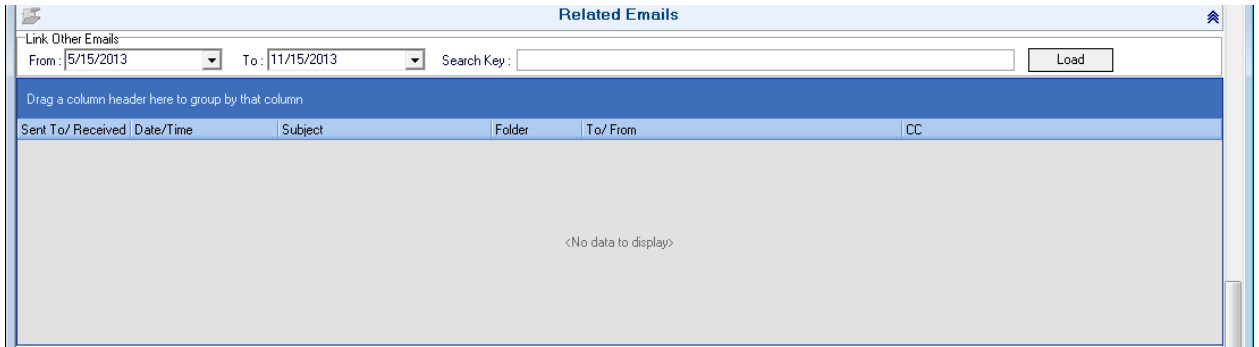 Related Emails
Link Other Emails
From : 5/15/2013 To : 11/15/2013 Search Key : Load
Drag a column header here to group by that column
Sent To/ Received Date/Time Subject Folder To/ From CC
<No data to display>